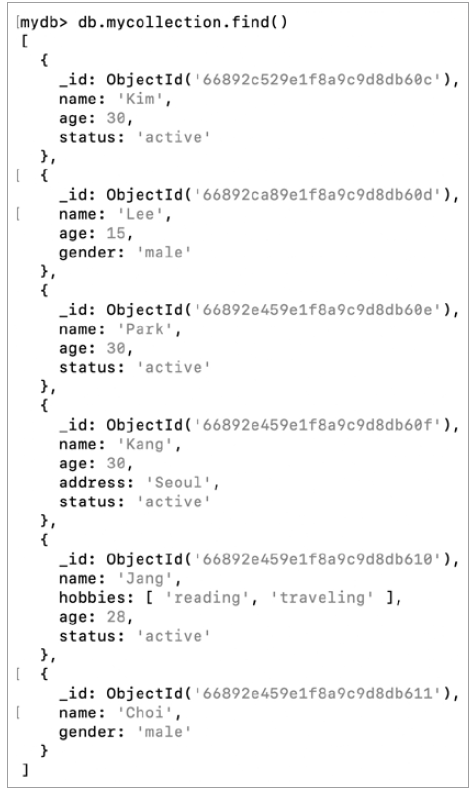 [mydb> db.mycollection.find()
[
  {
    _id: ObjectId('66892c529e1f8a9c9d8db60c'),
    name: 'Kim',
    age: 30,
    status: 'active'
  },
[ {
    _id: ObjectId('66892ca89e1f8a9c9d8db60d'),
[   name: 'Lee',
    age: 15,
    gender: 'male'
  },
  {
    _id: ObjectId('66892e459e1f8a9c9d8db60e'),
    name: 'Park',
    age: 30,
    status: 'active'
  },
  {
    _id: ObjectId('66892e459e1f8a9c9d8db60f'),
    name: 'Kang',
    age: 30,
    address: 'Seoul',
    status: 'active'
  },
  {
    _id: ObjectId('66892e459e1f8a9c9d8db610'),
    name: 'Jang',
    hobbies: [ 'reading', 'traveling' ],
    age: 28,
    status: 'active'
  },
[ {
    _id: ObjectId('66892e459e1f8a9c9d8db611'),
[   name: 'Choi',
    gender: 'male'
  }
]